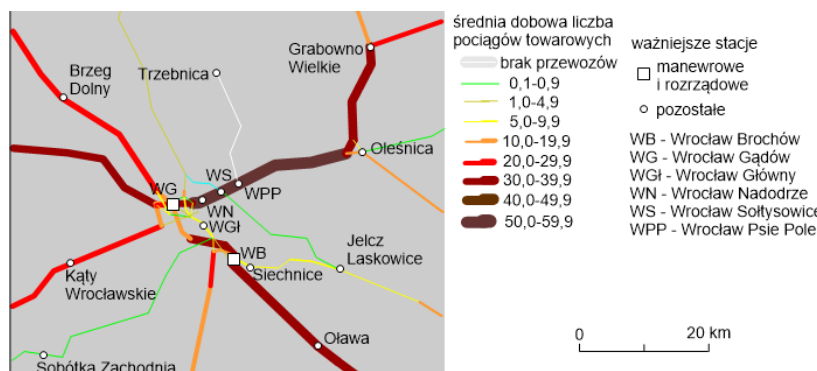 Brzeg
Dolny
Trzebnica
Grabowno
Wielkie
Oleśnica
WS
WG
WPP
WN
WGł
WB
Siechnice
Jelcz
Laskowice
Kąty
Wrocławskie
Oława
Sobótka Zachodnia
średnia dobowa liczba
pociągów towarowych
brak przewozów
0,1-0,9
1,0-4,9
5,0-9,9
10,0-19,9
20,0-29,9
30,0-39,9
40,0-49,9
50,0-59,9
ważniejsze stacje
manewrowe
i rozrządowe
pozostałe
WB - Wrocław Brochów
WG - Wrocław Gądów
WGł - Wrocław Główny
WN - Wrocław Nadodrze
WS - Wrocław Sołtysowice
WPP - Wrocław Psie Pole
0 20 km